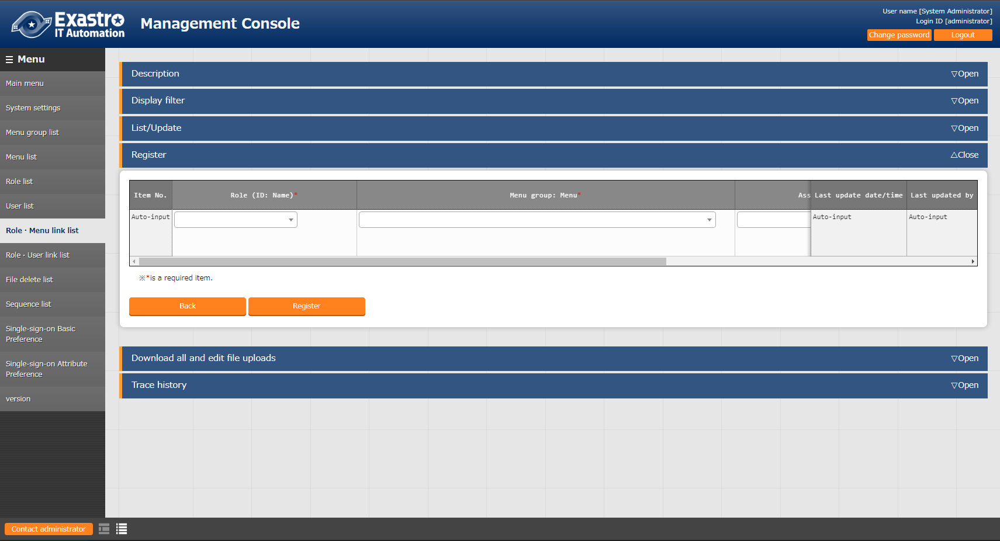 Exastro
IT Automation
Management Console
User name [System Administrator]
Login ID [administrator]
Change password
Logout
Menu
Main menu
System settings
Menu group list
Menu list
Role list
User list
Role・Menu link list
Role・User link list
File delete list
Sequence list
Single-sign-on Basic
Preference
Single-sign-on Attribute
Preference
version
Description
▽Open
Display filter
▽Open
List/Update
▽Open
Register
△Close
Item No.
Role (ID: Name)*
Menu group: Menu*
Ass
Last update date/time
Last updated by
Auto-input
Auto-input
Auto-input
※*is a required item.
Back
Register
Download all and edit file uploads
▽Open
Trace history
▽Open
Contact administrator